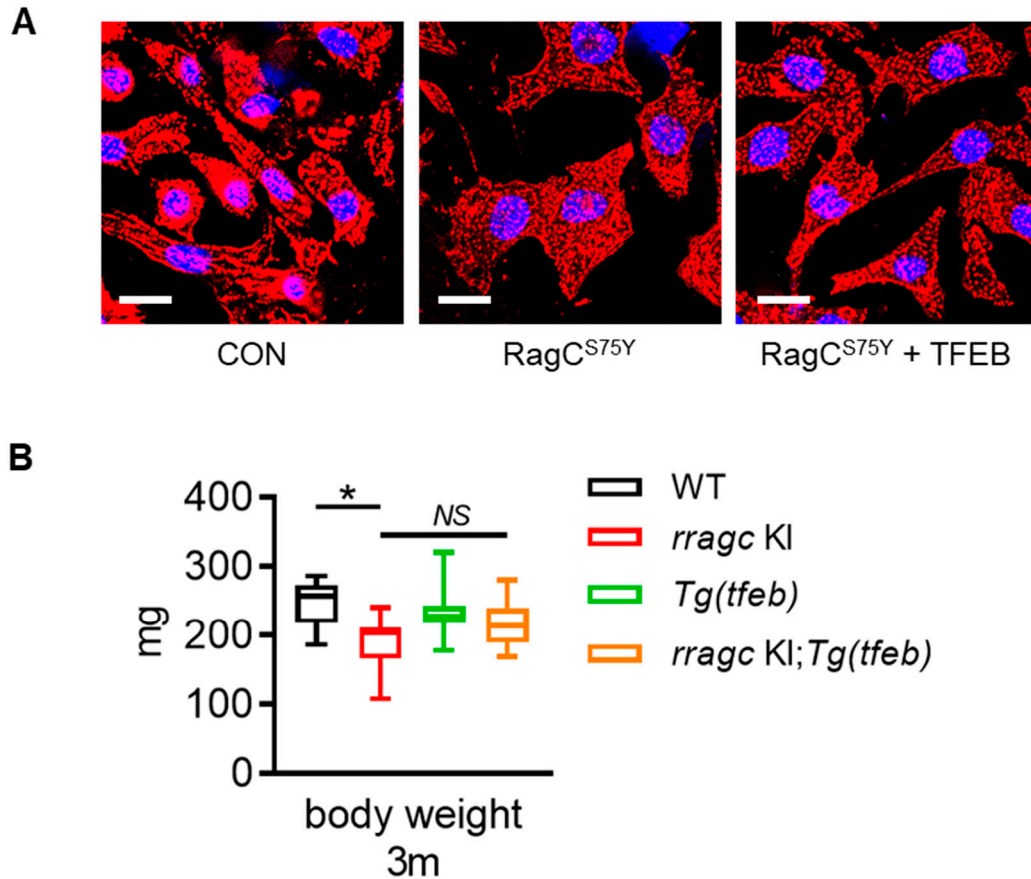 A
CON
RagC^S75Y
RagC^S75Y + TFEB
B
400
300
200
100
0
mg
*
NS
body weight
3m
WT
rragc KI
Tg(tfeb)
rragc KI;Tg(tfeb)